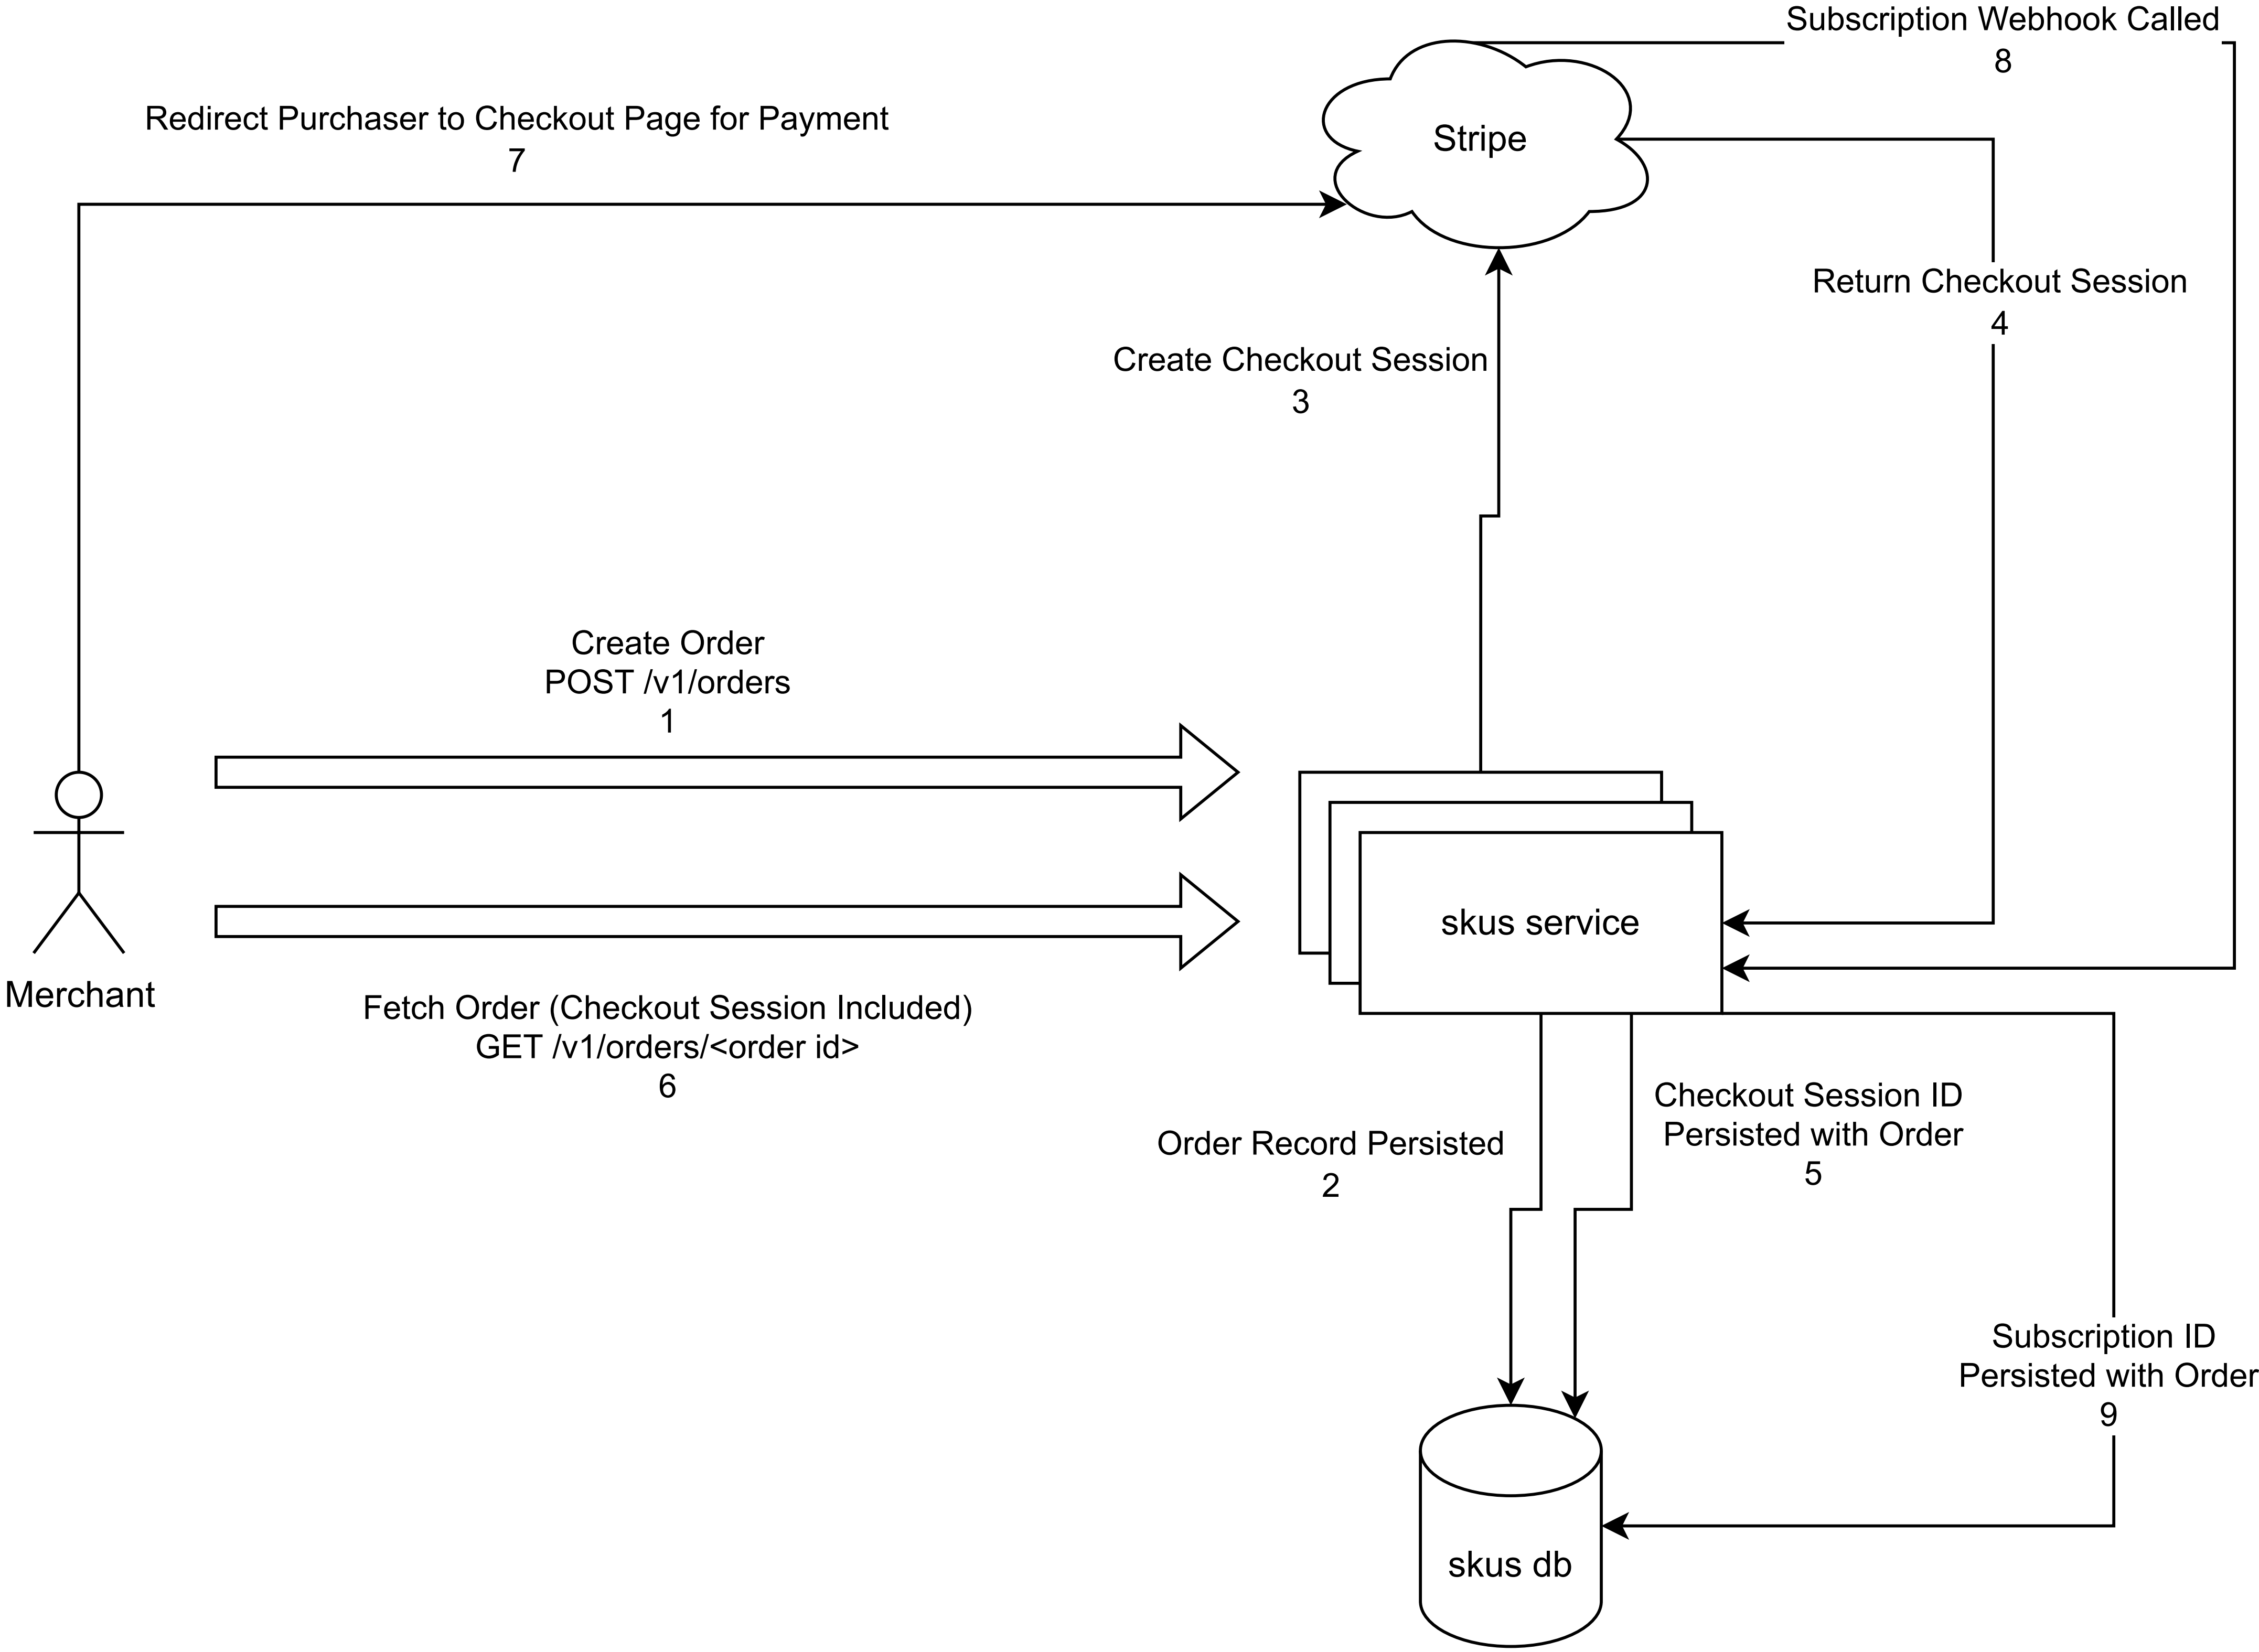 Subscription Webhook Called
8
Redirect Purchaser to Checkout Page for Payment
7
Stripe
Return Checkout Session
4
Create Checkout Session
3
Create Order
POST /v1/orders
1
skus service
Merchant
Fetch Order (Checkout Session Included)
GET /v1/orders/<order id>
6
Order Record Persisted
2
Checkout Session ID
Persisted with Order
5
Subscription ID
Persisted with Order
9
skus db